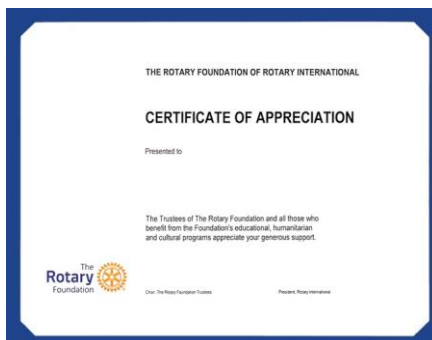 THE ROTARY FOUNDATION OF ROTARY INTERNATIONAL
CERTIFICATE OF APPRECIATION
Presented to
The Trustees of The Rotary Foundation and all those who
benefit from the Foundation's educational, humanitarian
and cultural programs appreciate your generous support.
The
Rotary
Foundation
Chair, The Rotary Foundation Trustees
President, Rotary International